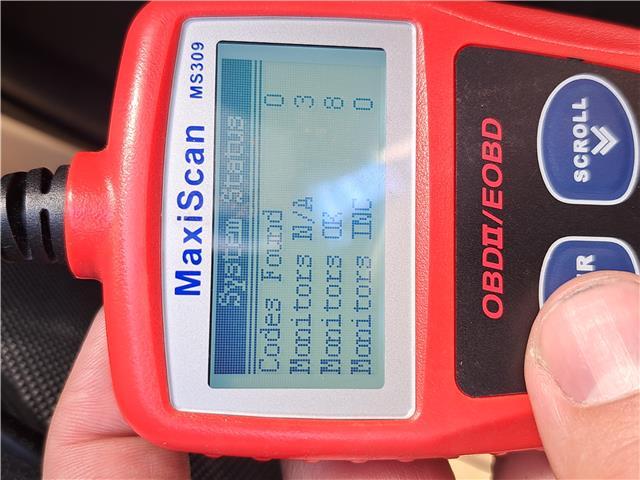 MaxiScan MS309
System Status
Codes Found 0
Monitors N/A 3
Monitors OK 8
Monitors INC 0
OBDII/EOBD
SCROLL